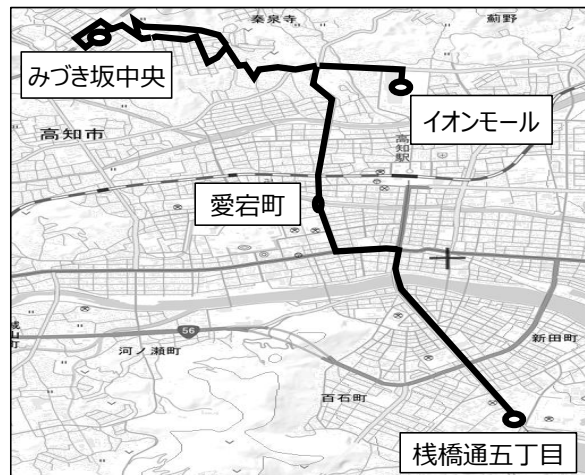 秦泉寺
薊野
みづき坂中央
イオンモール
高知市
高知駅
愛宕町
56
新田町
河ノ瀬町
百石町
桟橋通五丁目